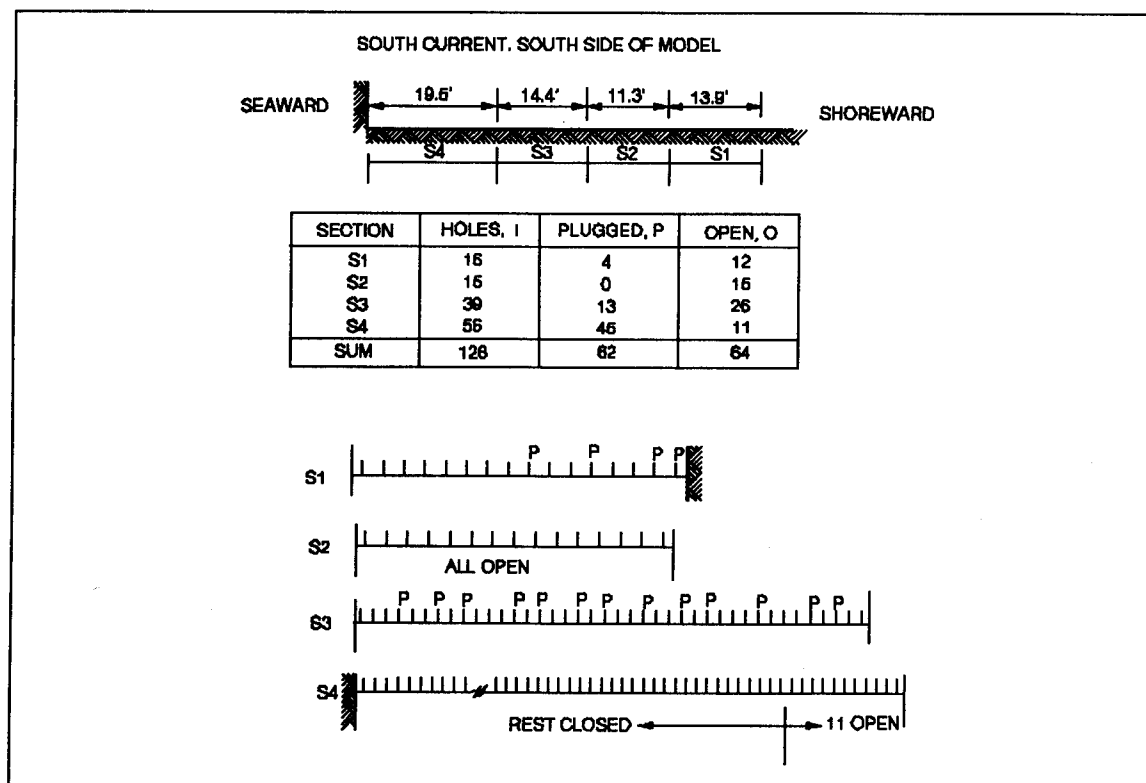 SOUTH CURRENT. SOUTH SIDE OF MODEL
SEAWARD 19.5' 14.4' 11.3' 13.9' SHOREWARD
S4 S3 S2 S1
SECTION HOLES, I PLUGGED, P OPEN, O
S1 16 4 12
S2 15 0 15
S3 39 13 26
S4 56 45 11
SUM 126 62 64
P P P P
S1
S2
ALL OPEN
P P P P P P P P P P P P P
S3
S4
REST CLOSED 11 OPEN